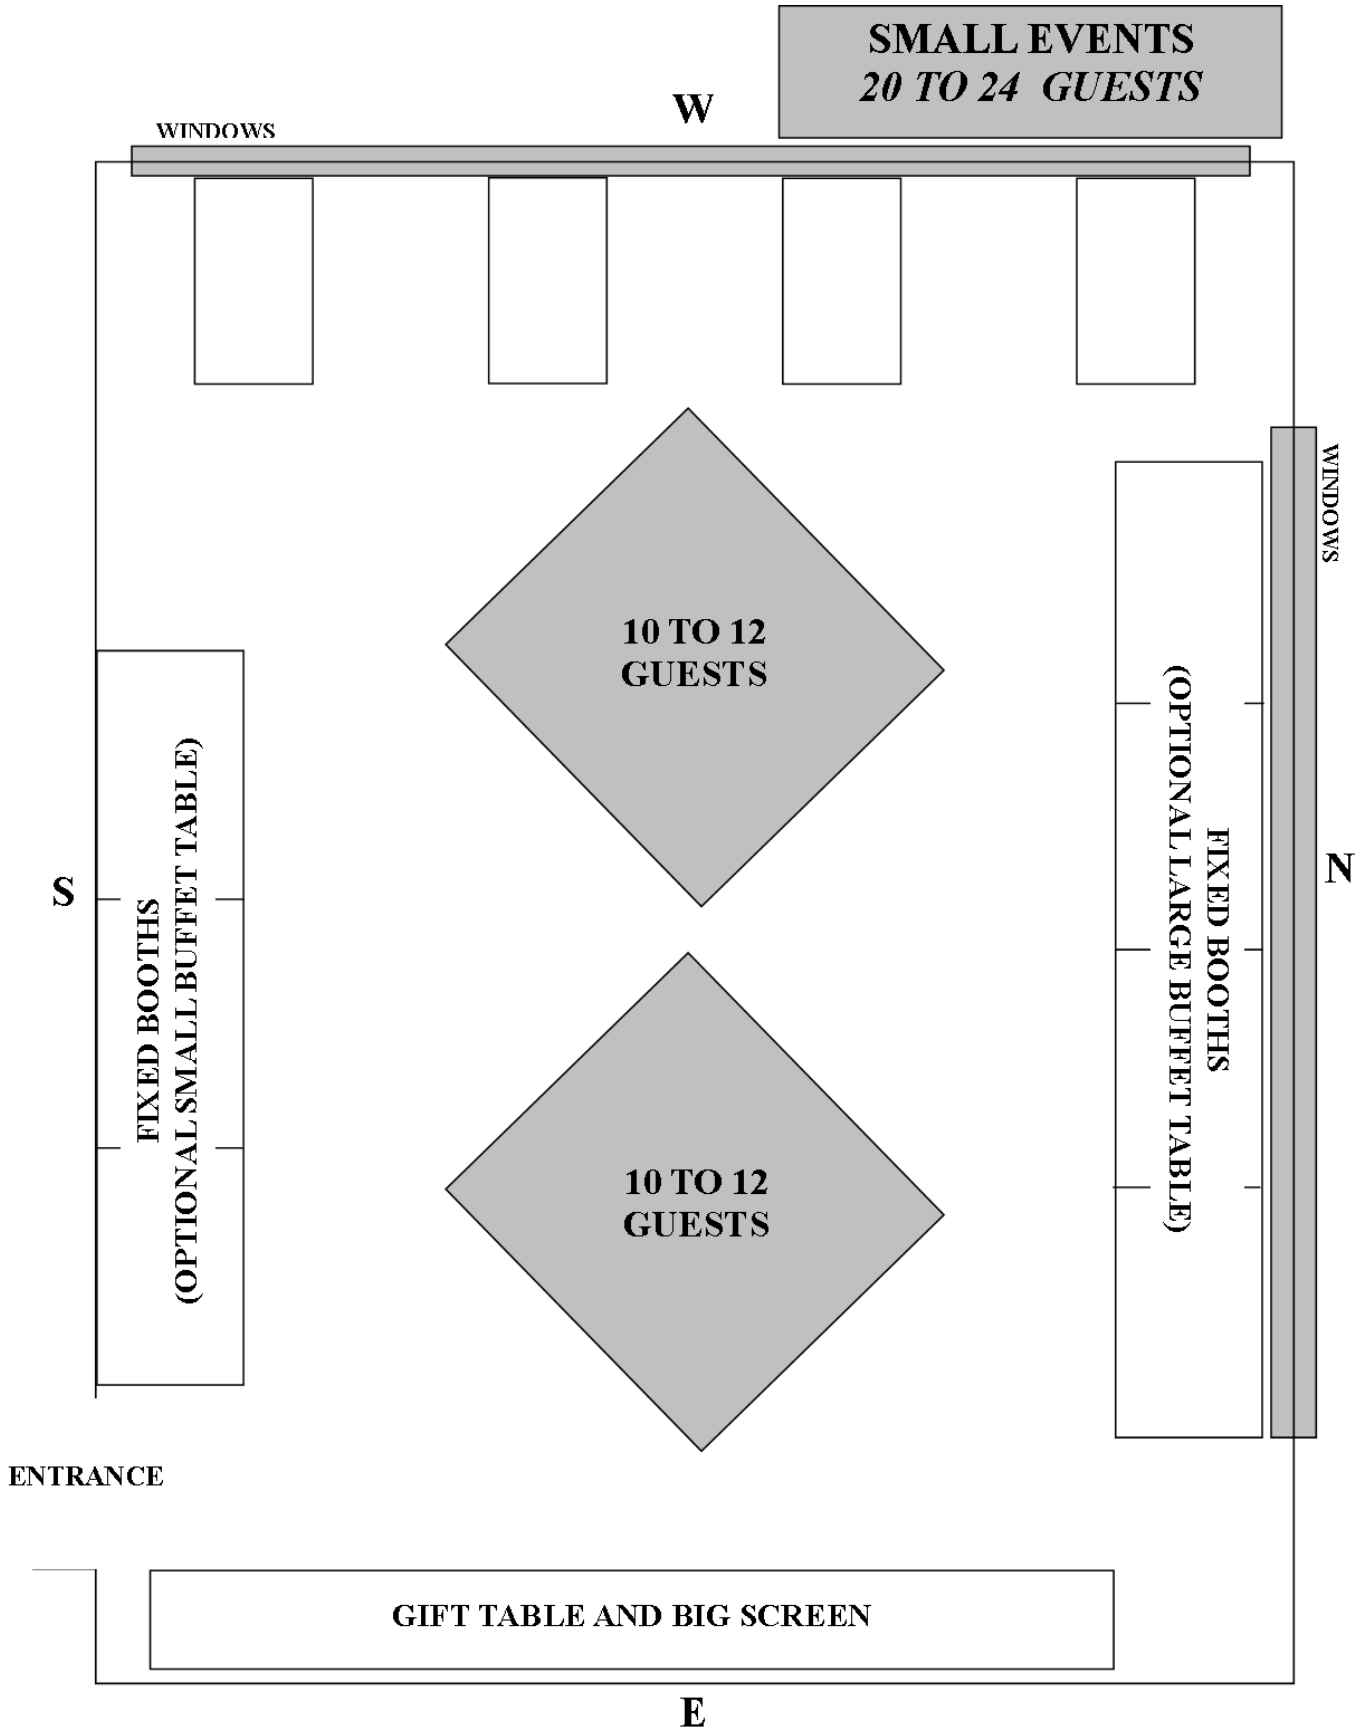 SMALL EVENTS
20 TO 24 GUESTS
W
WINDOWS
WINDOWS
10 TO 12
GUESTS
S
FIXED BOOTHS
(OPTIONAL SMALL BUFFET TABLE)
FIXED BOOTHS
(OPTIONAL LARGE BUFFET TABLE)
N
10 TO 12
GUESTS
ENTRANCE
GIFT TABLE AND BIG SCREEN
E